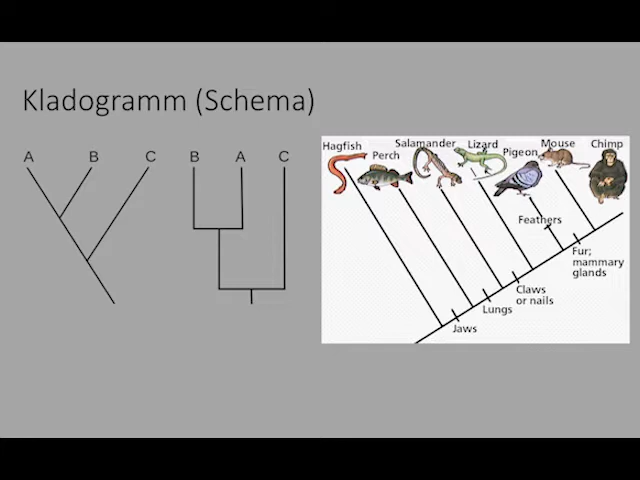 Kladogramm (Schema)
A B C B A C
Hagfish Perch Salamander Lizard Pigeon Mouse Chimp
Feathers
Fur;
mammary
glands
Claws
or nails
Lungs
Jaws